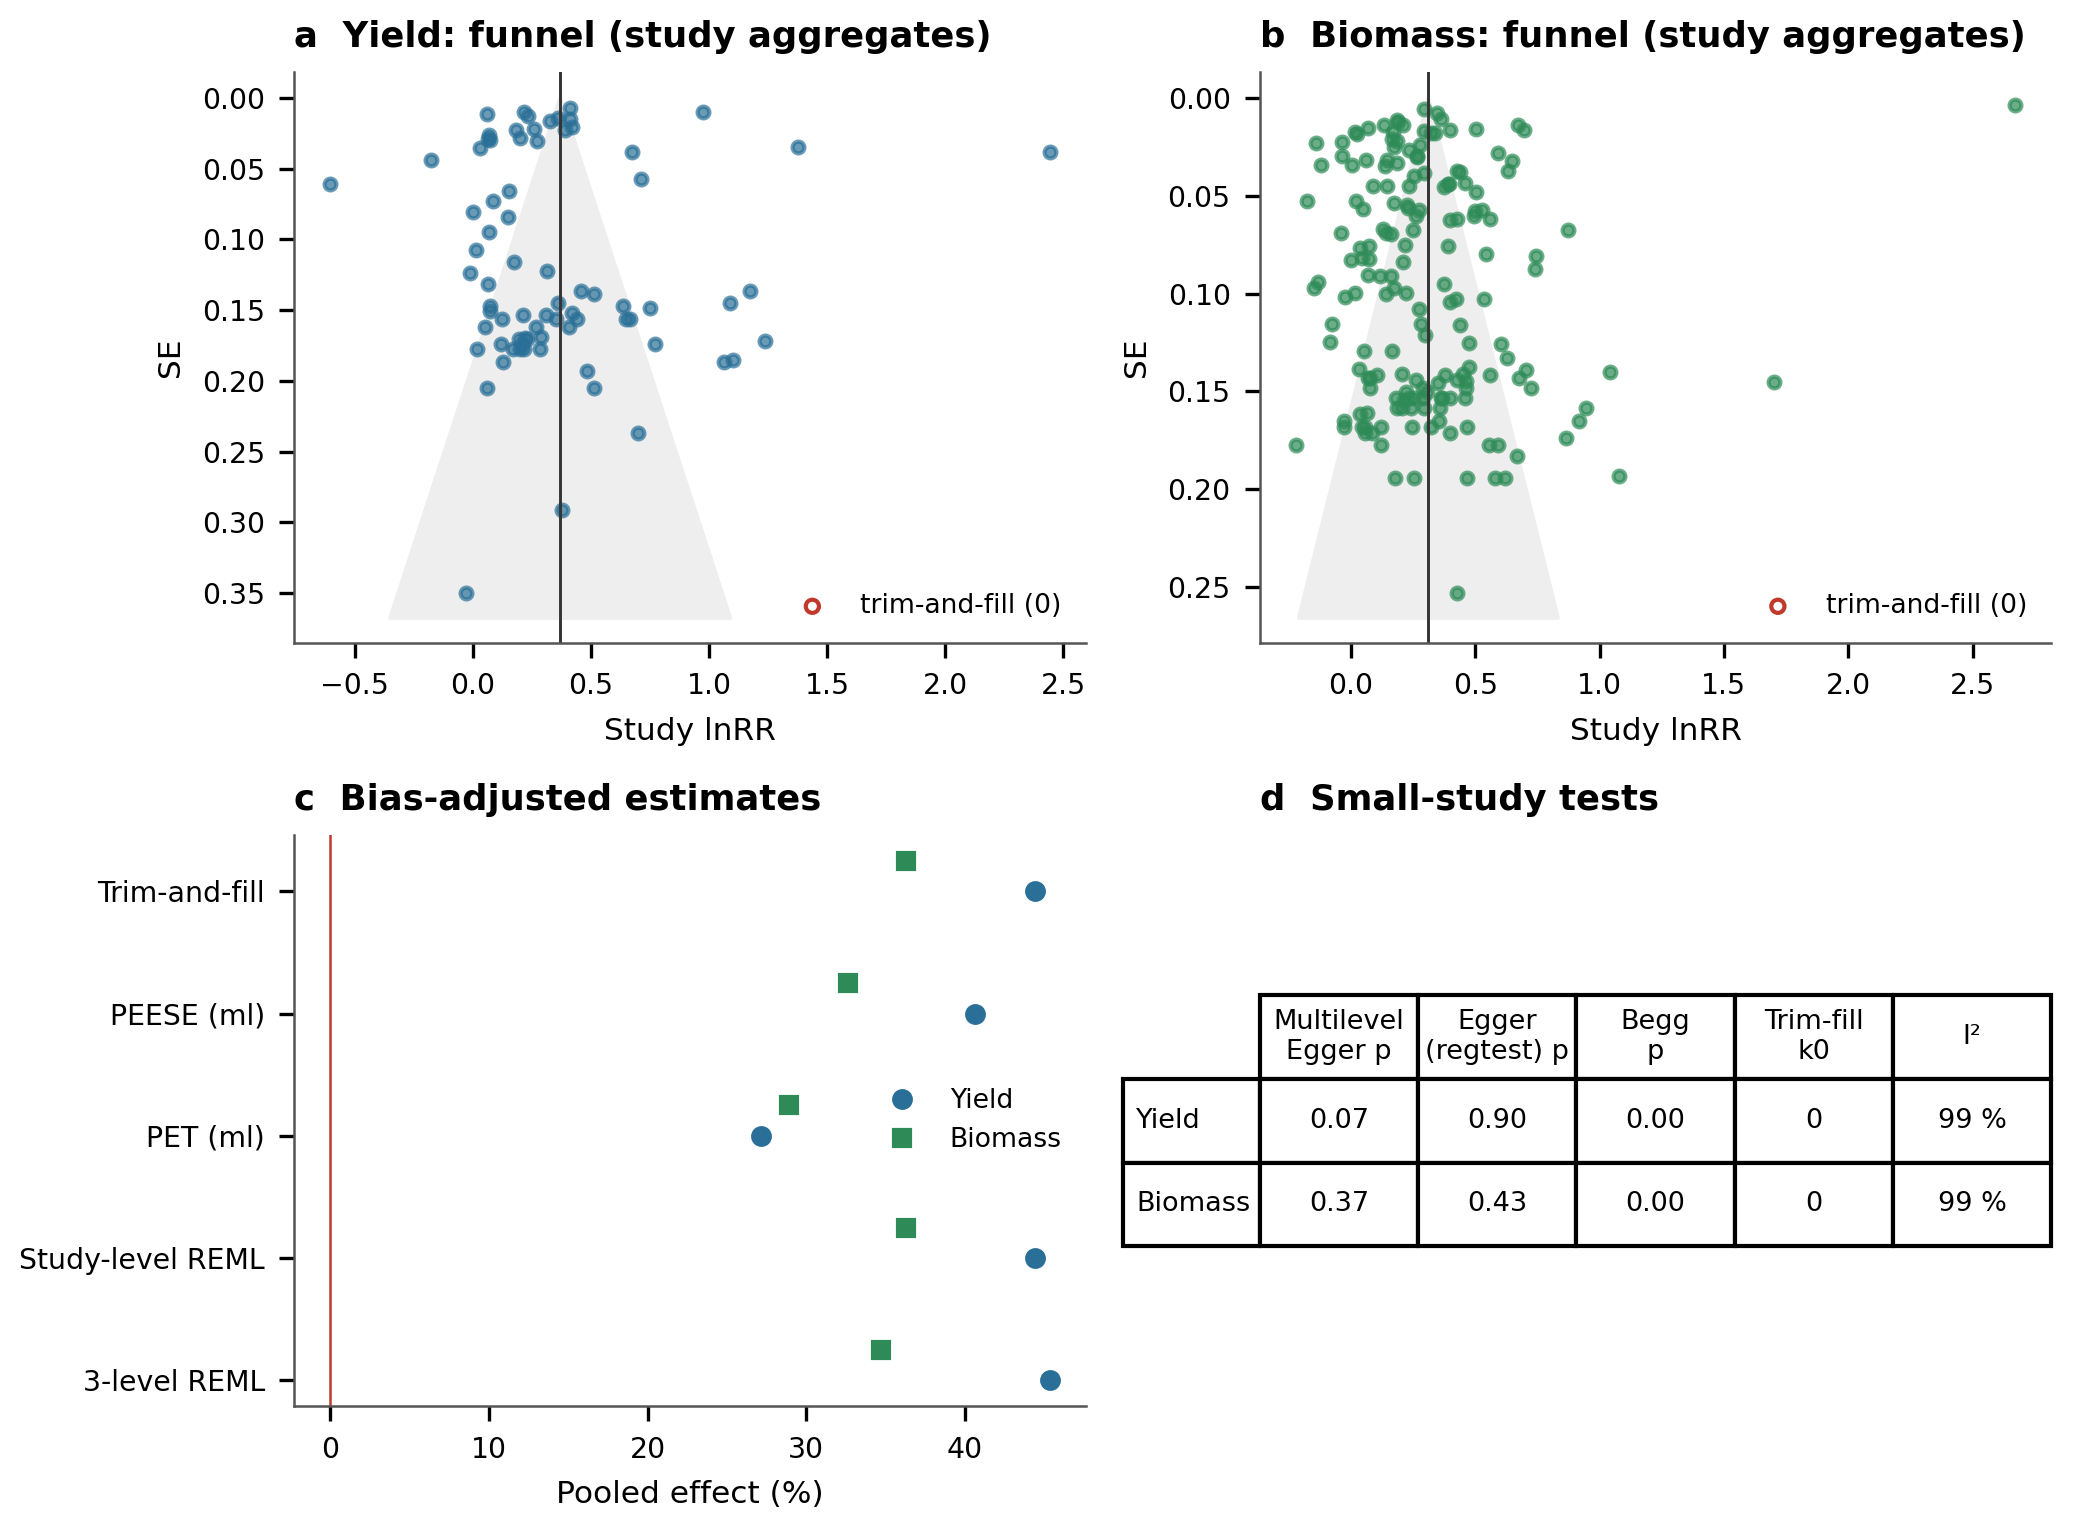 a  Yield: funnel (study aggregates)
0.00
0.05
0.10
0.15
0.20
0.25
0.30
0.35
SE
trim-and-fill (0)
−0.5 0.0 0.5 1.0 1.5 2.0 2.5
Study lnRR
b  Biomass: funnel (study aggregates)
0.00
0.05
0.10
0.15
0.20
0.25
SE
trim-and-fill (0)
0.0 0.5 1.0 1.5 2.0 2.5
Study lnRR
c  Bias-adjusted estimates
Trim-and-fill
PEESE (ml)
PET (ml)
Study-level REML
3-level REML
Yield
Biomass
0 10 20 30 40
Pooled effect (%)
d  Small-study tests
Multilevel Egger p
Egger (regtest) p
Begg p
Trim-fill k0
I²
Yield 0.07 0.90 0.00 0 99 %
Biomass 0.37 0.43 0.00 0 99 %